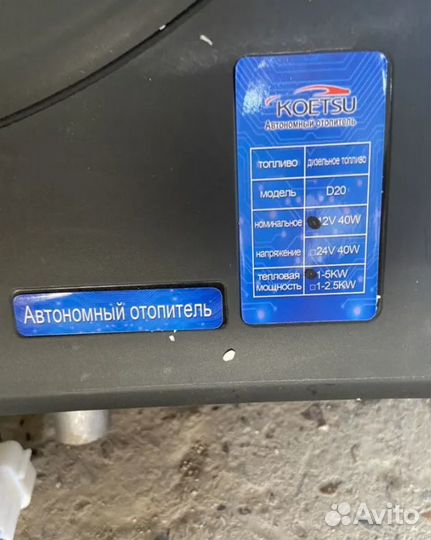 KOETSU
Автономный отопитель
ТОПЛИВО дизельное топливо
модель D20
номинальное 2V 40W
напряжение □24V 40W
тепловая мощность 1-5KW
□1-2.5KW
Автономный отопитель
Avito